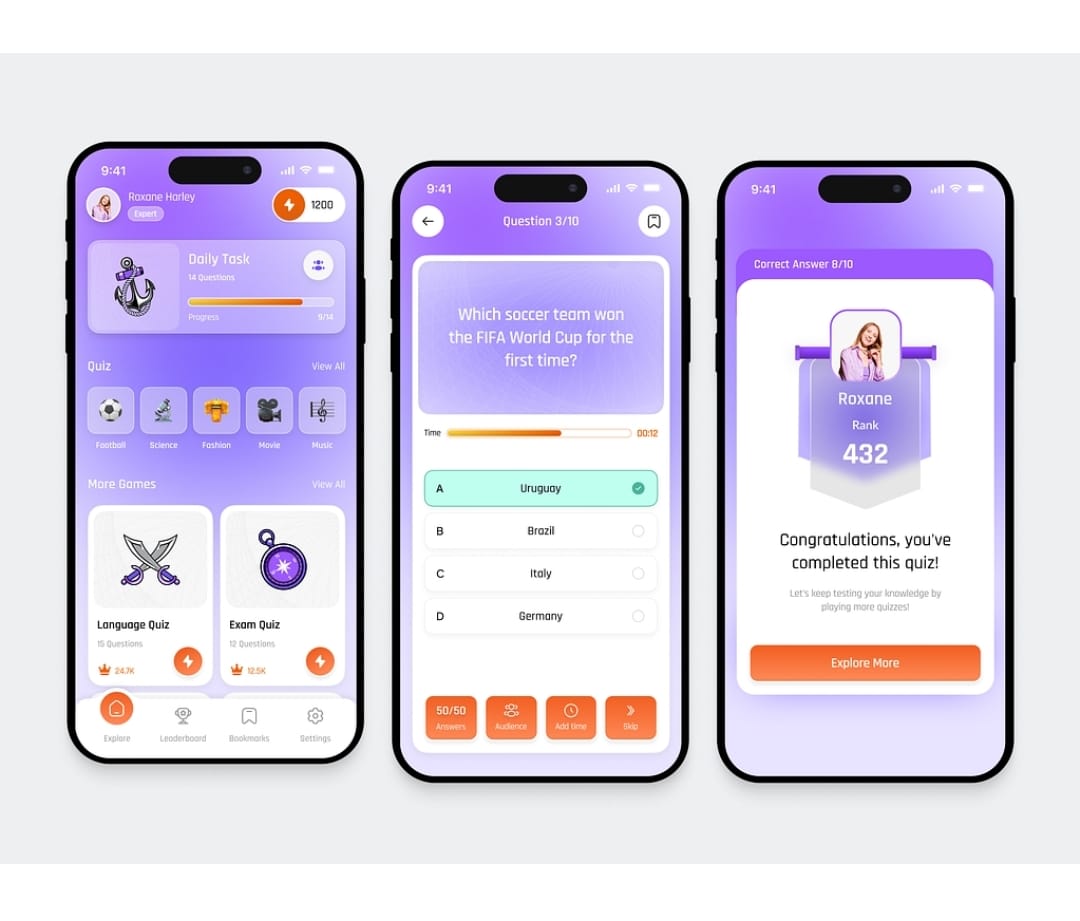 9:41
Roxane Harley
Expert
1200
Daily Task
14 Questions
Progress
9/14
Quiz
View All
Football
Science
Fashion
Movie
Music
More Games
View All
Language Quiz
15 Questions
24.7K
Exam Quiz
12 Questions
12.5K
Explore
Leaderboard
Bookmarks
Settings
9:41
Question 3/10
Which soccer team won
the FIFA World Cup for the
first time?
Time
00:12
A Uruguay
B Brazil
C Italy
D Germany
50/50
Answers
Audience
Add time
Skip
9:41
Correct Answer 8/10
Roxane
Rank
432
Congratulations, you've
completed this quiz!
Let's keep testing your knowledge by
playing more quizzes!
Explore More